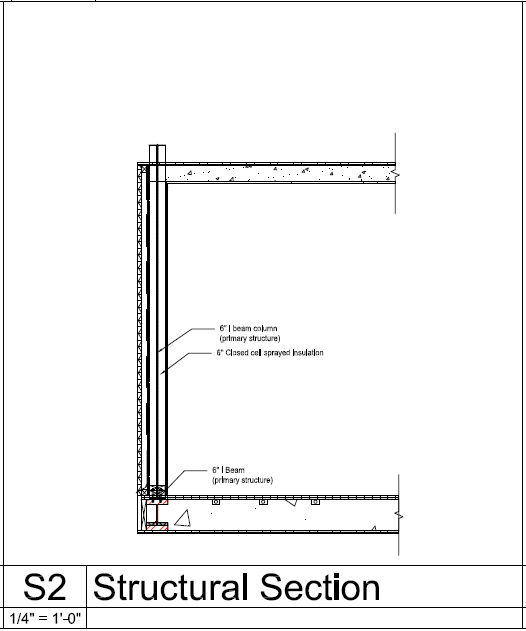 6" I beam column
(primary structure)
6" Closed cell sprayed Insulation
6" I Beam
(primary structure)
S2 Structural Section
1/4" = 1'-0"